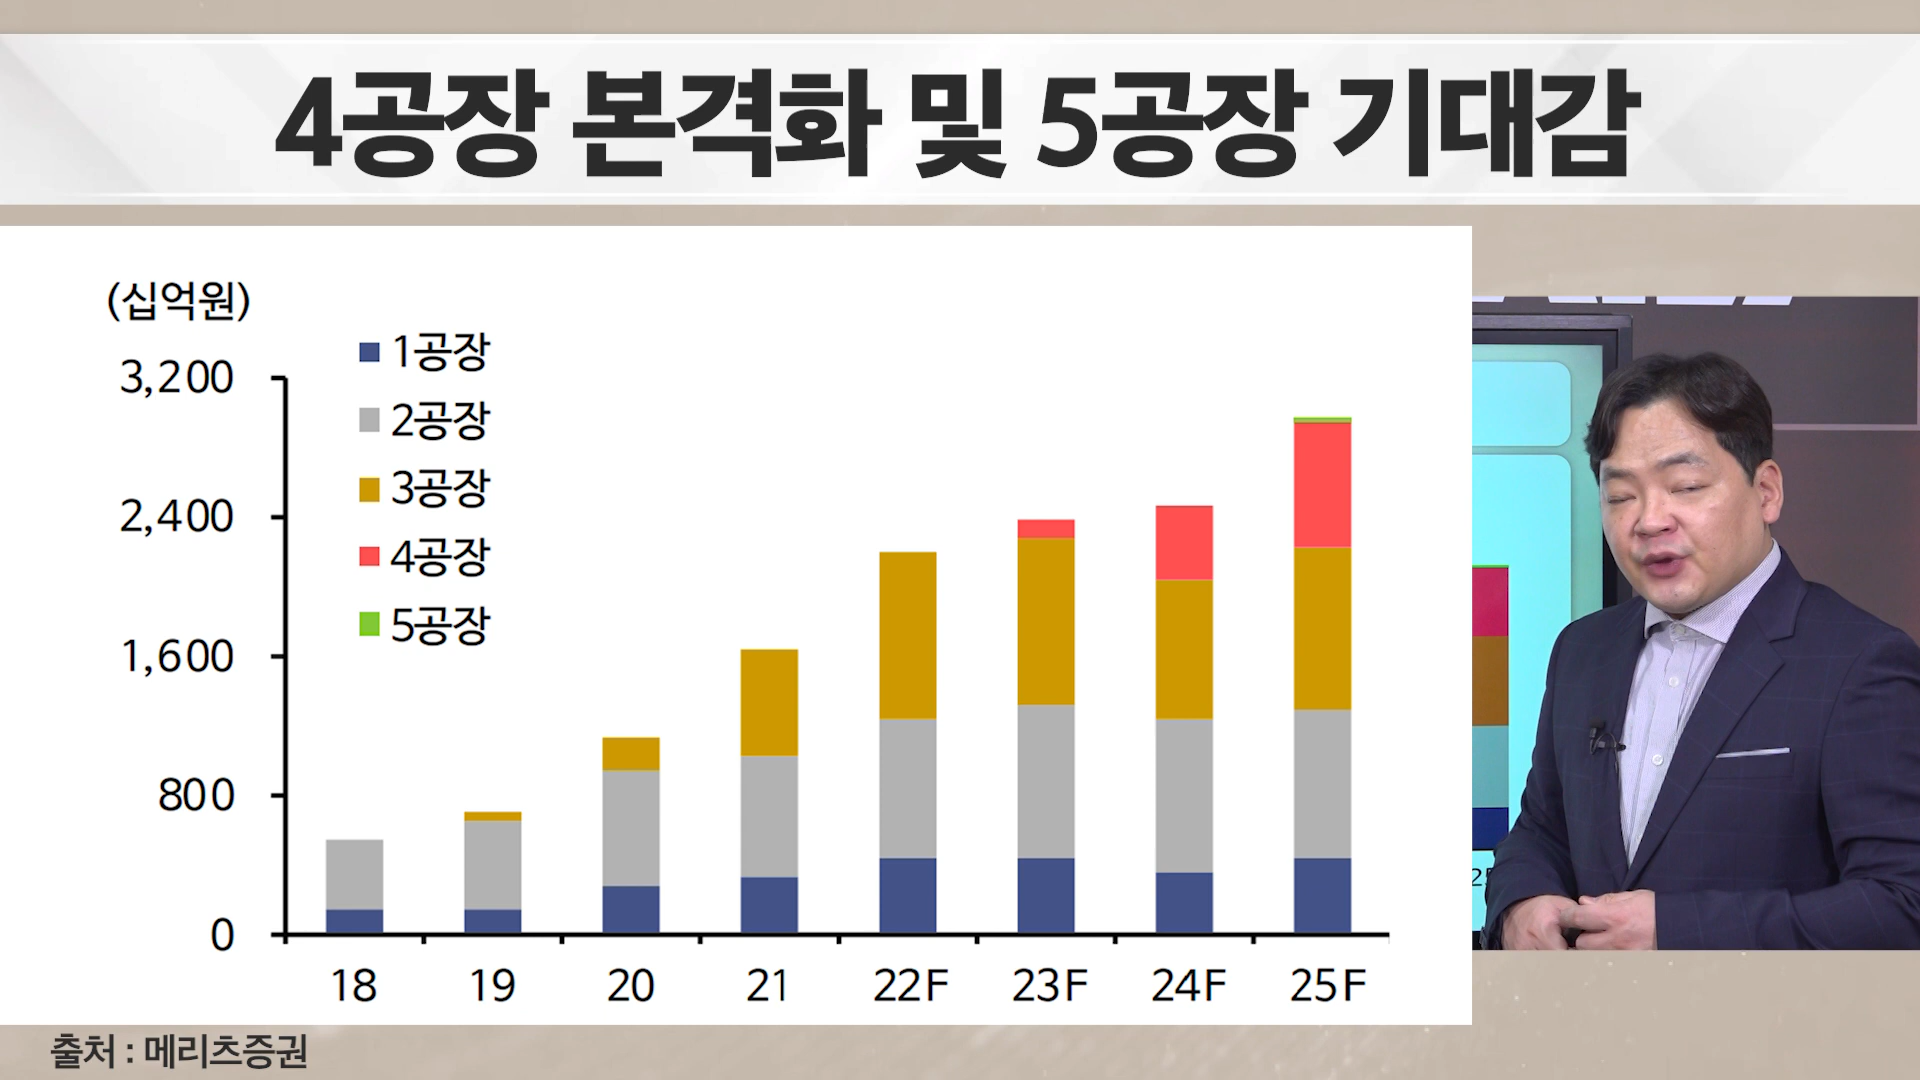 4공장 본격화 및 5공장 기대감
(십억원)
1공장
2공장
3공장
4공장
5공장
3,200
2,400
1,600
800
0
18 19 20 21 22F 23F 24F 25F
출처 : 메리츠증권